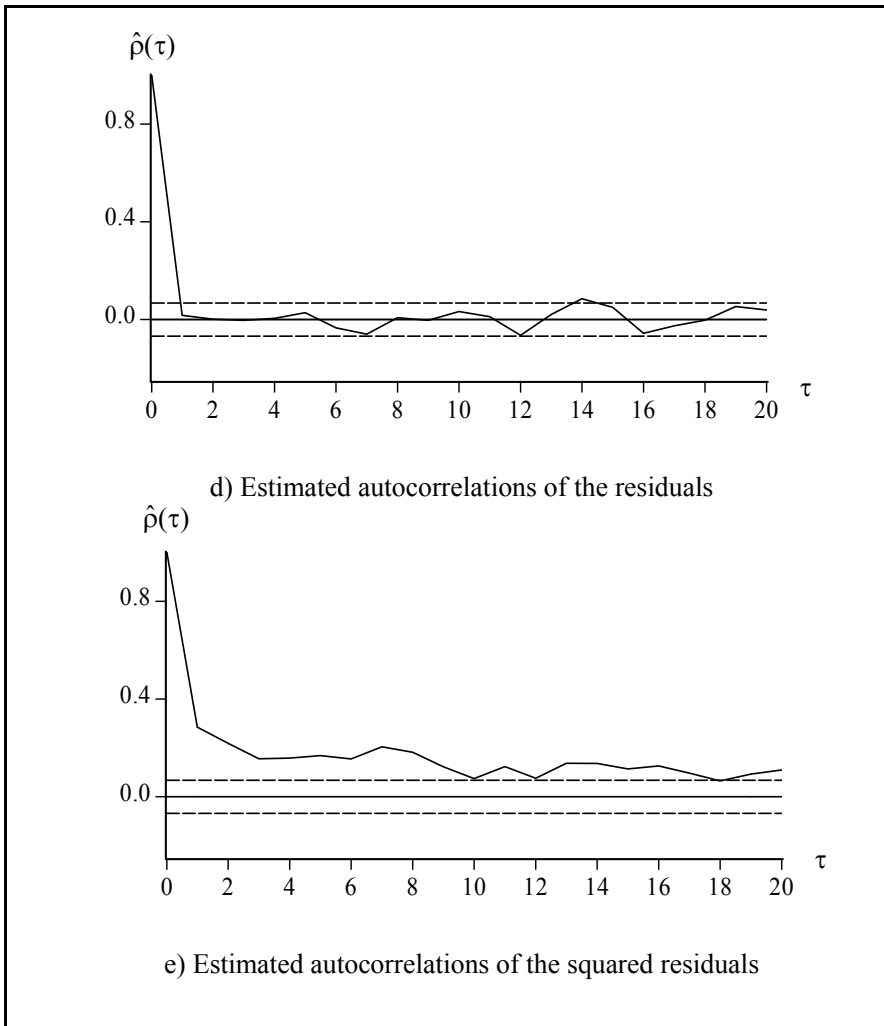 ρ̂(τ)
0.8
0.4
0.0
τ
0 2 4 6 8 10 12 14 16 18 20
d) Estimated autocorrelations of the residuals
ρ̂(τ)
0.8
0.4
0.0
τ
0 2 4 6 8 10 12 14 16 18 20
e) Estimated autocorrelations of the squared residuals